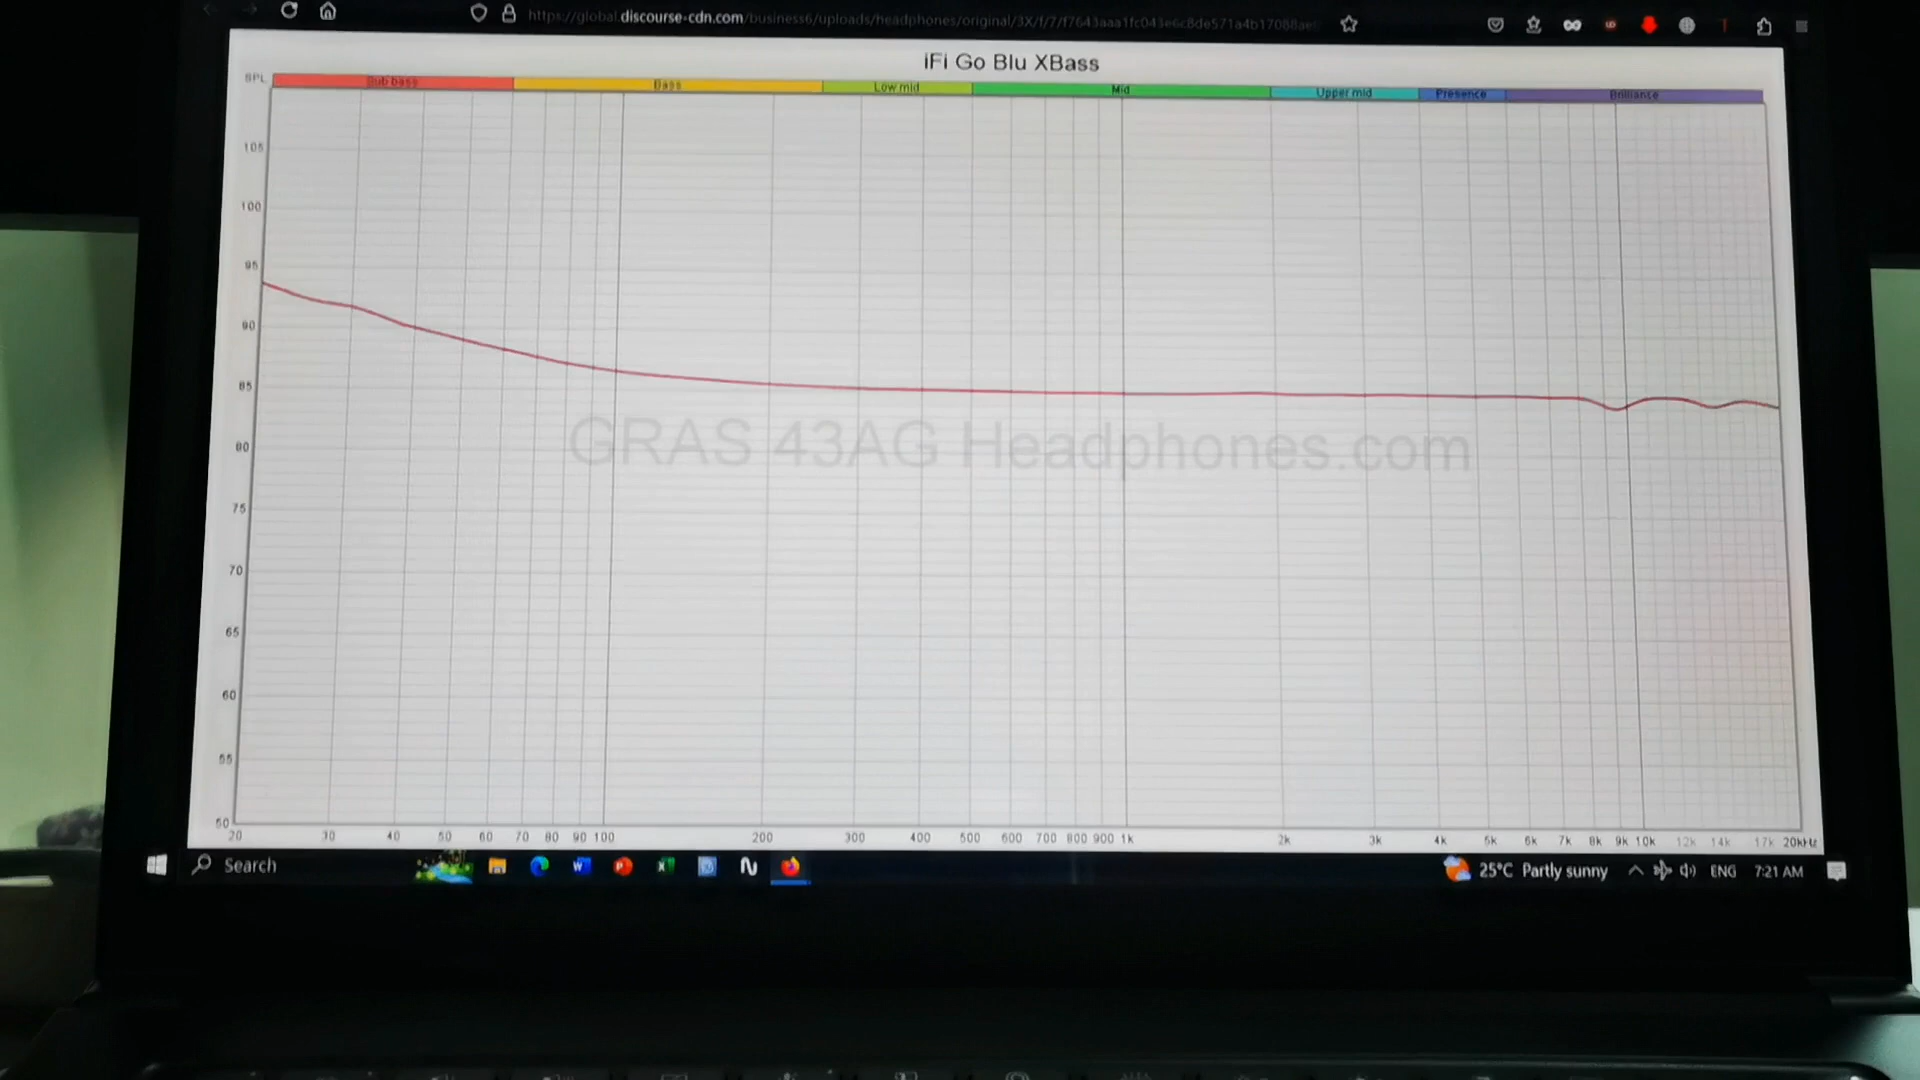 iFi Go Blu XBass
SPL
Sub bass Bass Low mid Mid Upper mid Presence Brilliance
105
100
95
90
85
80
75
70
65
60
55
50
GRAS 43AG Headphones.com
20 30 40 50 60 70 80 90 100 200 300 400 500 600 700 800 900 1k 2k 3k 4k 5k 6k 7k 8k 9k 10k 12k 14k 17k 20kHz
Search
25°C Partly sunny ENG 7:21 AM